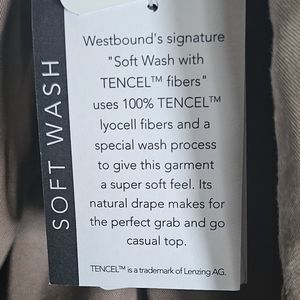 SOFT WASH
Westbound's signature
"Soft Wash with
TENCEL™ fibers"
uses 100% TENCEL™
lyocell fibers and a
special wash process
to give this garment
a super soft feel. Its
natural drape makes for
the perfect grab and go
casual top.
TENCEL™ is a trademark of Lenzing AG.